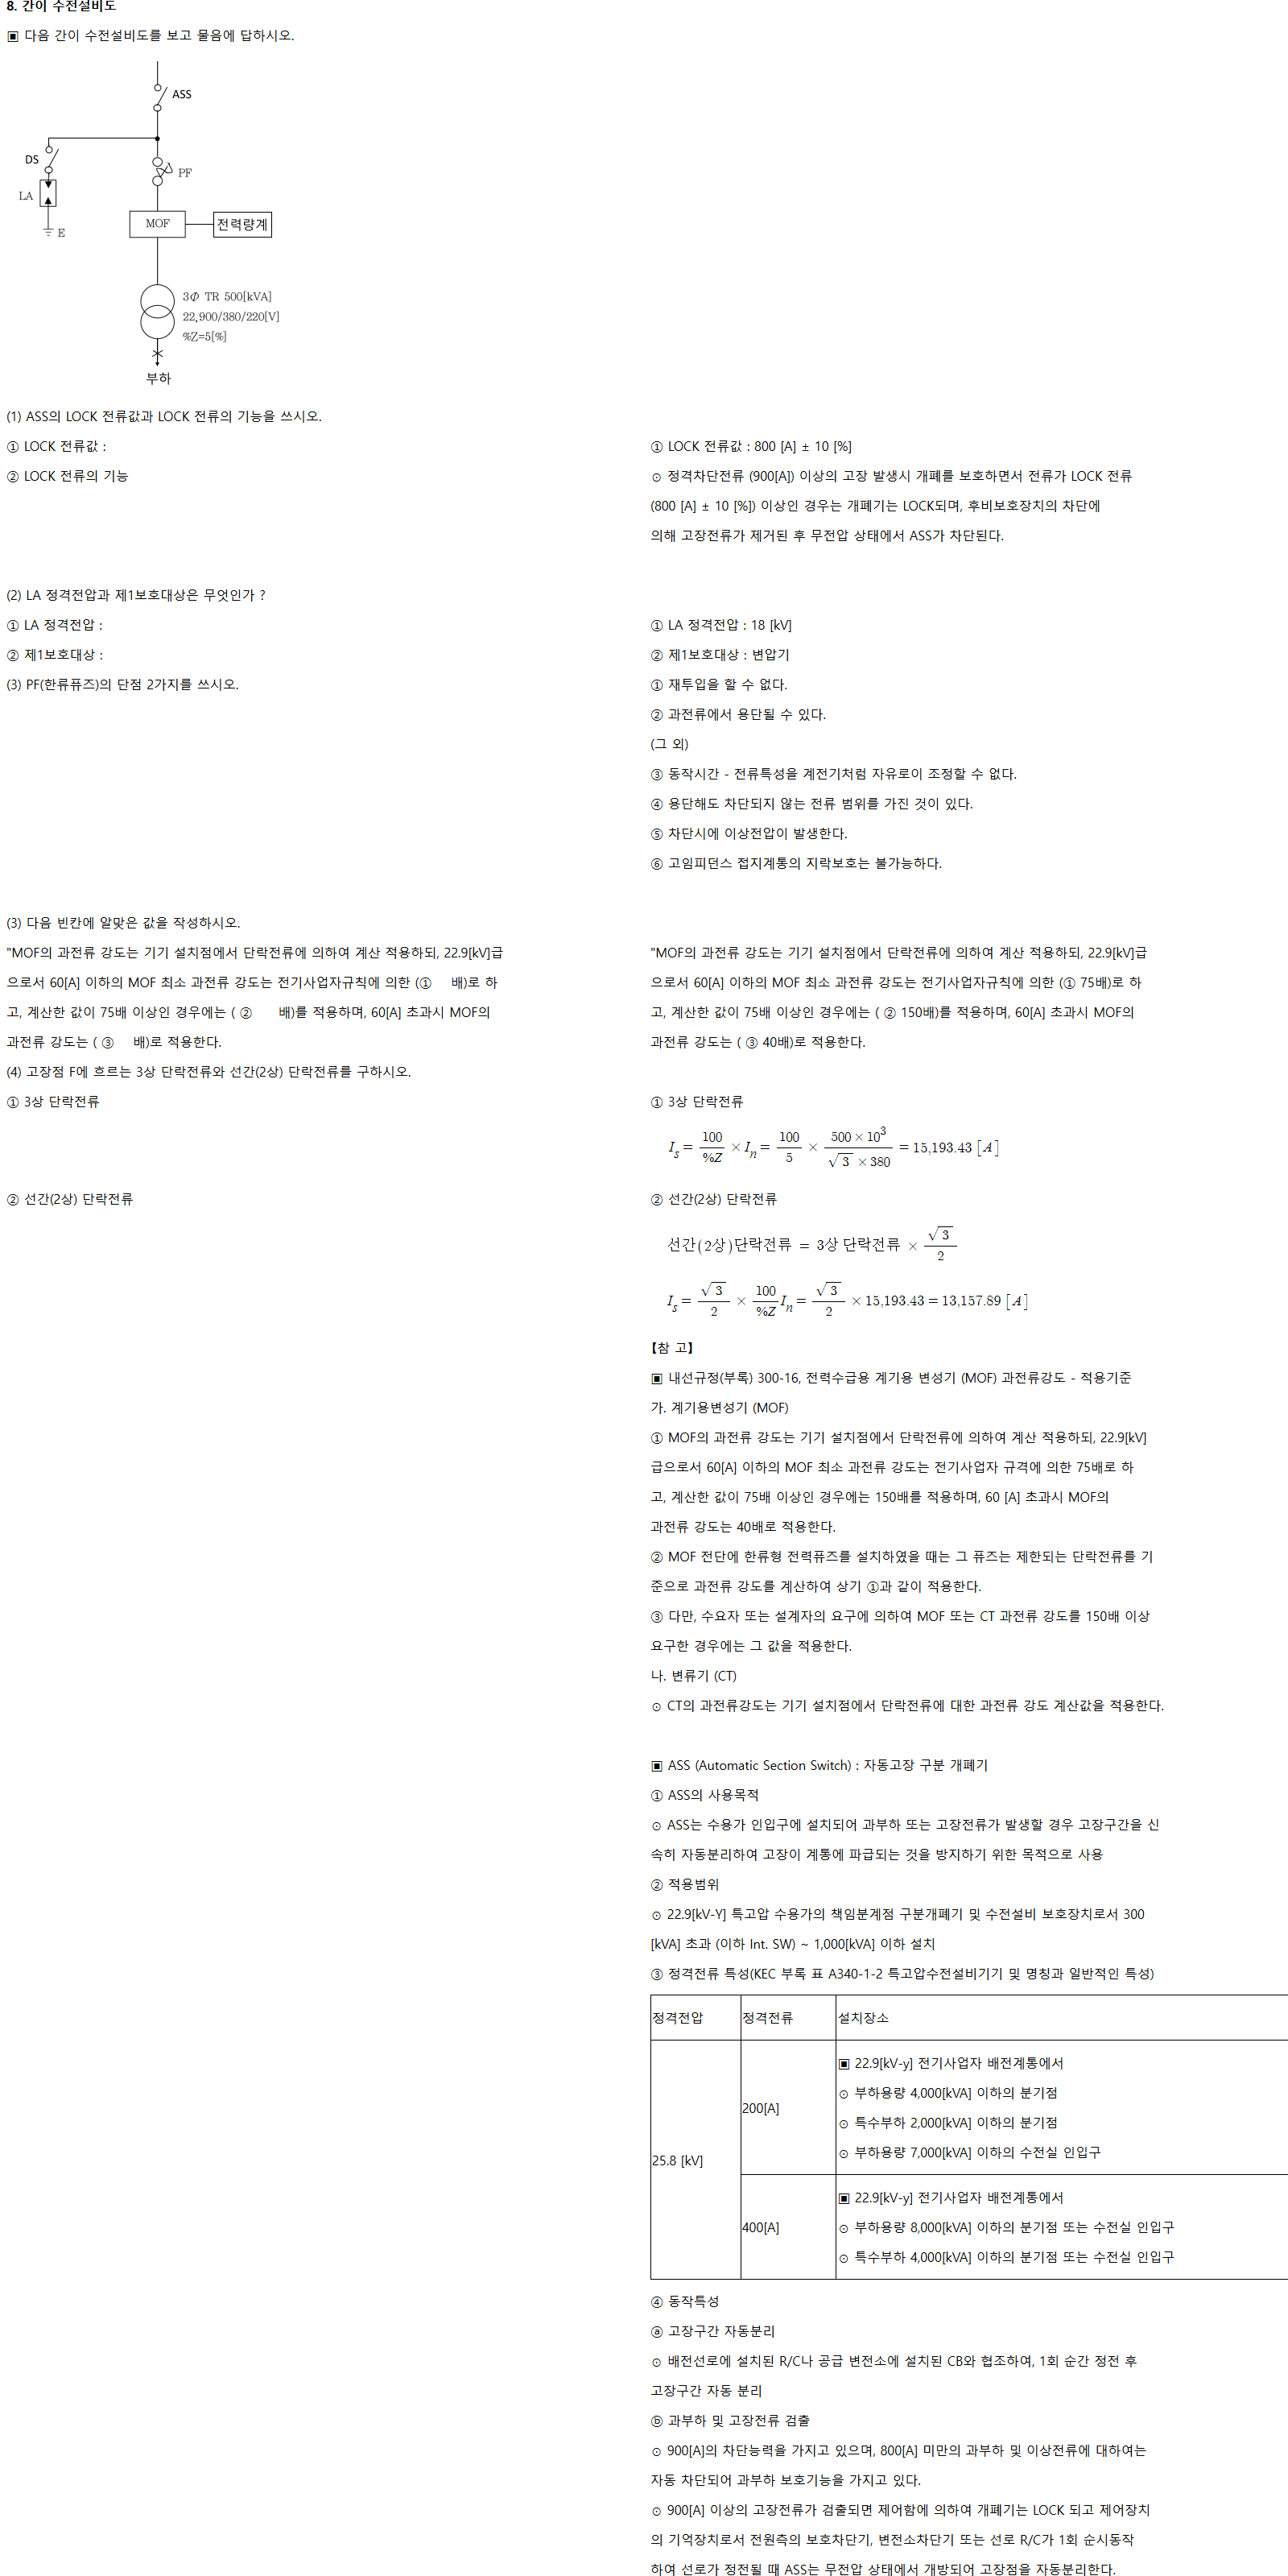 8. 간이 수전설비도
▣ 다음 간이 수전설비도를 보고 물음에 답하시오.
ASS
DS
PF
LA
E
MOF
전력량계
3Φ TR 500[kVA]
22,900/380/220[V]
%Z=5[%]
부하
(1) ASS의 LOCK 전류값과 LOCK 전류의 기능을 쓰시오.
① LOCK 전류값 :
① LOCK 전류값 : 800 [A] ± 10 [%]
② LOCK 전류의 기능
⊙ 정격차단전류 (900[A]) 이상의 고장 발생시 개폐를 보호하면서 전류가 LOCK 전류
(800 [A] ± 10 [%]) 이상인 경우는 개폐기는 LOCK되며, 후비보호장치의 차단에
의해 고장전류가 제거된 후 무전압 상태에서 ASS가 차단된다.
(2) LA 정격전압과 제1보호대상은 무엇인가 ?
① LA 정격전압 :
① LA 정격전압 : 18 [kV]
② 제1보호대상 :
② 제1보호대상 : 변압기
(3) PF(한류퓨즈)의 단점 2가지를 쓰시오.
① 재투입을 할 수 없다.
② 과전류에서 용단될 수 있다.
(그 외)
③ 동작시간 - 전류특성을 계전기처럼 자유로이 조정할 수 없다.
④ 용단해도 차단되지 않는 전류 범위를 가진 것이 있다.
⑤ 차단시에 이상전압이 발생한다.
⑥ 고임피던스 접지계통의 지락보호는 불가능하다.
(3) 다음 빈칸에 알맞은 값을 작성하시오.
"MOF의 과전류 강도는 기기 설치점에서 단락전류에 의하여 계산 적용하되, 22.9[kV]급
으로서 60[A] 이하의 MOF 최소 과전류 강도는 전기사업자규칙에 의한 (① 배)로 하
고, 계산한 값이 75배 이상인 경우에는 ( ② 배)를 적용하며, 60[A] 초과시 MOF의
과전류 강도는 ( ③ 배)로 적용한다.
"MOF의 과전류 강도는 기기 설치점에서 단락전류에 의하여 계산 적용하되, 22.9[kV]급
으로서 60[A] 이하의 MOF 최소 과전류 강도는 전기사업자규칙에 의한 (① 75배)로 하
고, 계산한 값이 75배 이상인 경우에는 ( ② 150배)를 적용하며, 60[A] 초과시 MOF의
과전류 강도는 ( ③ 40배)로 적용한다.
(4) 고장점 F에 흐르는 3상 단락전류와 선간(2상) 단락전류를 구하시오.
① 3상 단락전류
① 3상 단락전류
I_s = 100/%Z × I_n = 100/5 × (500 × 10^3)/(√3 × 380) = 15,193.43 [A]
② 선간(2상) 단락전류
② 선간(2상) 단락전류
선간(2상)단락전류 = 3상 단락전류 × √3/2
I_s = √3/2 × 100/%Z I_n = √3/2 × 15,193.43 = 13,157.89 [A]
【참 고】
▣ 내선규정(부록) 300-16, 전력수급용 계기용 변성기 (MOF) 과전류강도 - 적용기준
가. 계기용변성기 (MOF)
① MOF의 과전류 강도는 기기 설치점에서 단락전류에 의하여 계산 적용하되, 22.9[kV]
급으로서 60[A] 이하의 MOF 최소 과전류 강도는 전기사업자 규격에 의한 75배로 하
고, 계산한 값이 75배 이상인 경우에는 150배를 적용하며, 60 [A] 초과시 MOF의
과전류 강도는 40배로 적용한다.
② MOF 전단에 한류형 전력퓨즈를 설치하였을 때는 그 퓨즈는 제한되는 단락전류를 기
준으로 과전류 강도를 계산하여 상기 ①과 같이 적용한다.
③ 다만, 수요자 또는 설계자의 요구에 의하여 MOF 또는 CT 과전류 강도를 150배 이상
요구한 경우에는 그 값을 적용한다.
나. 변류기 (CT)
⊙ CT의 과전류강도는 기기 설치점에서 단락전류에 대한 과전류 강도 계산값을 적용한다.
▣ ASS (Automatic Section Switch) : 자동고장 구분 개폐기
① ASS의 사용목적
⊙ ASS는 수용가 인입구에 설치되어 과부하 또는 고장전류가 발생할 경우 고장구간을 신
속히 자동분리하여 고장이 계통에 파급되는 것을 방지하기 위한 목적으로 사용
② 적용범위
⊙ 22.9[kV-Y] 특고압 수용가의 책임분계점 구분개폐기 및 수전설비 보호장치로서 300
[kVA] 초과 (이하 Int. SW) ~ 1,000[kVA] 이하 설치
③ 정격전류 특성(KEC 부록 표 A340-1-2 특고압수전설비기기 및 명칭과 일반적인 특성)
정격전압 정격전류 설치장소
25.8 [kV]
200[A]
▣ 22.9[kV-y] 전기사업자 배전계통에서
⊙ 부하용량 4,000[kVA] 이하의 분기점
⊙ 특수부하 2,000[kVA] 이하의 분기점
⊙ 부하용량 7,000[kVA] 이하의 수전실 인입구
400[A]
▣ 22.9[kV-y] 전기사업자 배전계통에서
⊙ 부하용량 8,000[kVA] 이하의 분기점 또는 수전실 인입구
⊙ 특수부하 4,000[kVA] 이하의 분기점 또는 수전실 인입구
④ 동작특성
ⓐ 고장구간 자동분리
⊙ 배전선로에 설치된 R/C나 공급 변전소에 설치된 CB와 협조하여, 1회 순간 정전 후
고장구간 자동 분리
ⓑ 과부하 및 고장전류 검출
⊙ 900[A]의 차단능력을 가지고 있으며, 800[A] 미만의 과부하 및 이상전류에 대하여는
자동 차단되어 과부하 보호기능을 가지고 있다.
⊙ 900[A] 이상의 고장전류가 검출되면 제어함에 의하여 개폐기는 LOCK 되고 제어장치
의 기억장치로서 전원측의 보호차단기, 변전소차단기 또는 선로 R/C가 1회 순시동작
하여 선로가 정전될 때 ASS는 무전압 상태에서 개방되어 고장점을 자동분리한다.